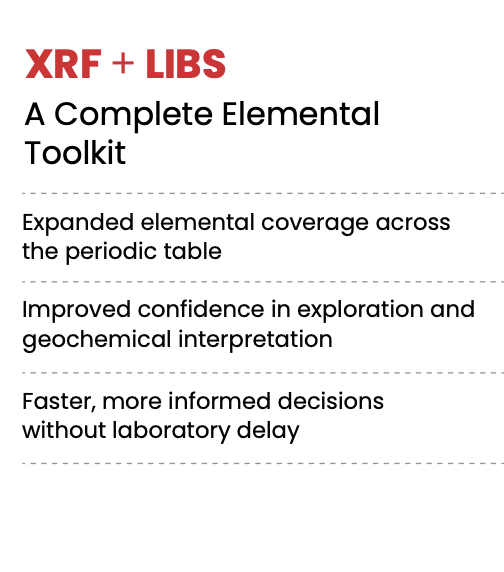 XRF + LIBS
A Complete Elemental
Toolkit
Expanded elemental coverage across
the periodic table
Improved confidence in exploration and
geochemical interpretation
Faster, more informed decisions
without laboratory delay